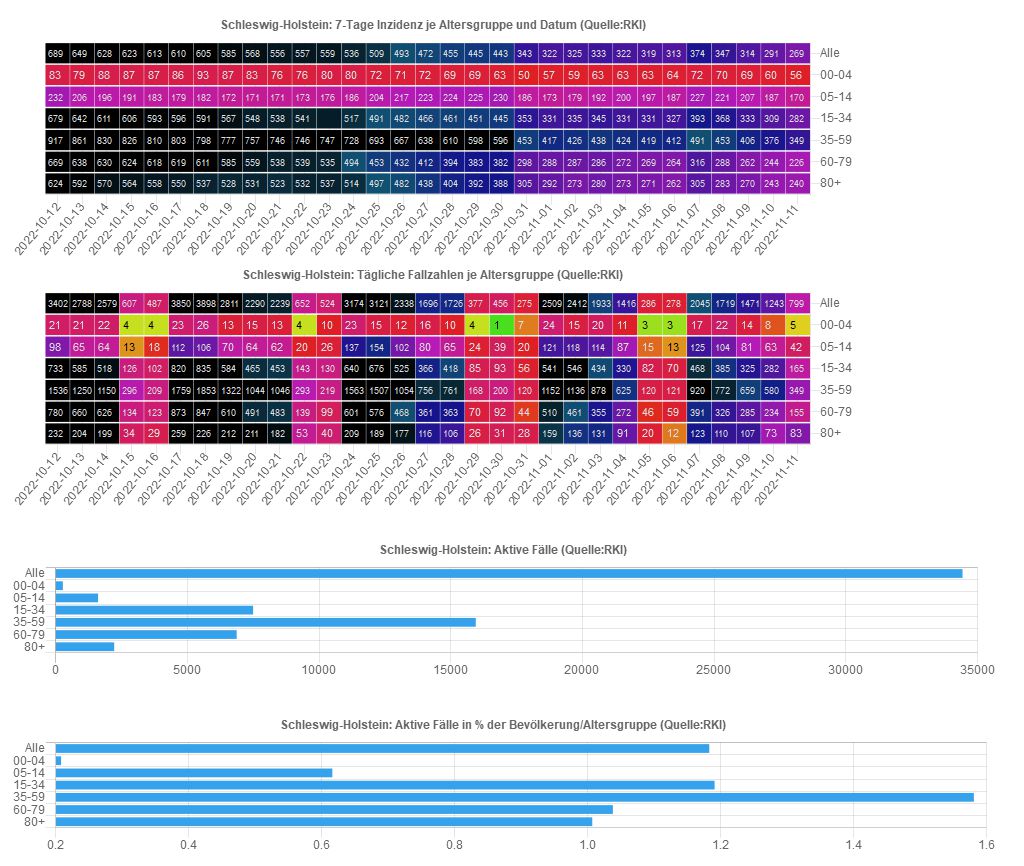 Schleswig-Holstein: 7-Tage Inzidenz je Altersgruppe und Datum (Quelle:RKI)
689 649 628 623 613 610 605 585 568 556 557 559 536 509 493 472 455 445 443 343 322 325 333 322 319 313 374 347 314 291 269 Alle
83 79 88 87 87 86 93 87 83 76 76 80 80 72 71 72 69 69 63 50 57 59 63 63 63 64 72 70 69 60 56 00-04
232 206 196 191 183 179 182 172 171 171 173 176 186 204 217 223 224 225 230 186 173 179 192 200 197 187 227 221 207 187 170 05-14
679 642 611 606 593 596 591 567 548 538 541 517 491 482 466 461 451 445 353 331 335 345 331 331 327 393 368 333 309 282 15-34
917 861 830 826 810 803 798 777 757 746 746 747 728 693 667 638 610 598 596 453 417 426 438 424 419 412 491 453 406 376 349 35-59
669 638 630 624 618 619 611 585 559 538 539 535 494 453 432 412 394 383 382 298 288 287 286 272 269 264 316 288 262 244 226 60-79
624 592 570 564 558 550 537 528 531 523 532 537 514 497 482 438 404 392 388 305 292 273 280 273 271 262 305 283 270 243 240 80+
2022-10-12 2022-10-13 2022-10-14 2022-10-15 2022-10-16 2022-10-17 2022-10-18 2022-10-19 2022-10-20 2022-10-21 2022-10-22 2022-10-23 2022-10-24 2022-10-25 2022-10-26 2022-10-27 2022-10-28 2022-10-29 2022-10-30 2022-10-31 2022-11-01 2022-11-02 2022-11-03 2022-11-04 2022-11-05 2022-11-06 2022-11-07 2022-11-08 2022-11-09 2022-11-10 2022-11-11
Schleswig-Holstein: Tägliche Fallzahlen je Altersgruppe (Quelle:RKI)
3402 2788 2579 607 487 3850 3898 2811 2290 2239 652 524 3174 3121 2338 1696 1726 377 456 275 2509 2412 1933 1416 286 278 2045 1719 1471 1243 799 Alle
21 21 22 4 4 23 26 13 15 13 4 10 23 15 12 16 10 4 1 7 24 15 20 11 3 3 17 22 14 8 5 00-04
98 65 64 13 18 112 106 70 64 62 20 26 137 154 102 80 65 24 39 20 121 118 114 87 15 13 125 104 81 63 42 05-14
733 585 518 126 102 820 835 584 465 453 143 130 640 676 525 366 418 85 93 56 541 546 434 330 82 70 468 385 325 282 165 15-34
1536 1250 1150 296 209 1759 1853 1322 1044 1046 293 219 1563 1507 1054 756 761 168 200 120 1152 1136 878 625 120 121 920 772 659 580 349 35-59
780 660 626 134 123 873 847 610 491 483 139 99 601 576 468 361 363 70 92 44 510 461 355 272 46 59 391 326 285 234 155 60-79
232 204 199 34 29 259 226 212 211 182 53 40 209 189 177 116 106 26 31 28 159 136 131 91 20 12 123 110 107 73 83 80+
2022-10-12 2022-10-13 2022-10-14 2022-10-15 2022-10-16 2022-10-17 2022-10-18 2022-10-19 2022-10-20 2022-10-21 2022-10-22 2022-10-23 2022-10-24 2022-10-25 2022-10-26 2022-10-27 2022-10-28 2022-10-29 2022-10-30 2022-10-31 2022-11-01 2022-11-02 2022-11-03 2022-11-04 2022-11-05 2022-11-06 2022-11-07 2022-11-08 2022-11-09 2022-11-10 2022-11-11
Schleswig-Holstein: Aktive Fälle (Quelle:RKI)
Alle
00-04
05-14
15-34
35-59
60-79
80+
0 5000 10000 15000 20000 25000 30000 35000
Schleswig-Holstein: Aktive Fälle in % der Bevölkerung/Altersgruppe (Quelle:RKI)
Alle
00-04
05-14
15-34
35-59
60-79
80+
0.2 0.4 0.6 0.8 1.0 1.2 1.4 1.6